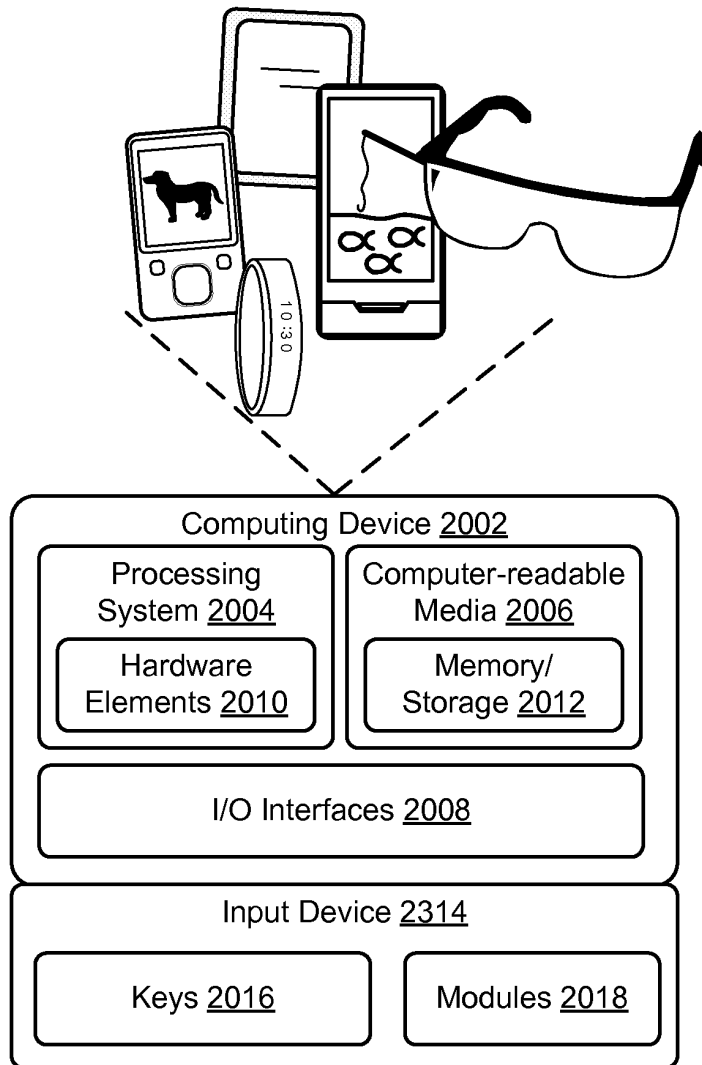 10:30
Computing Device 2002
Processing
System 2004
Hardware
Elements 2010
Computer-readable
Media 2006
Memory/
Storage 2012
I/O Interfaces 2008
Input Device 2314
Keys 2016
Modules 2018